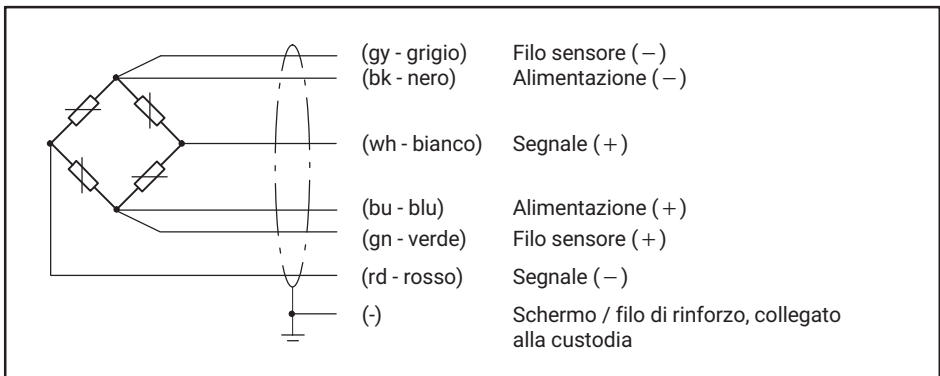 (gy - grigio) Filo sensore (−)
(bk - nero) Alimentazione (−)
(wh - bianco) Segnale (+)
(bu - blu) Alimentazione (+)
(gn - verde) Filo sensore (+)
(rd - rosso) Segnale (−)
(-) Schermo / filo di rinforzo, collegato
alla custodia